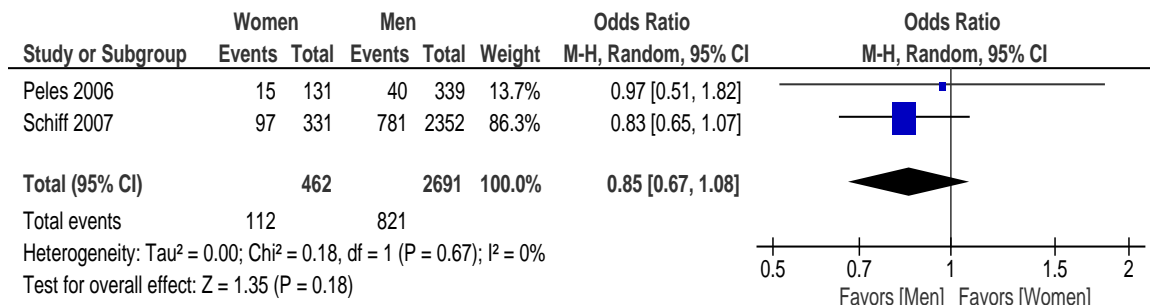 Women Men Odds Ratio Odds Ratio
Study or Subgroup Events Total Events Total Weight M-H, Random, 95% CI M-H, Random, 95% CI
Peles 2006 15 131 40 339 13.7% 0.97 [0.51, 1.82]
Schiff 2007 97 331 781 2352 86.3% 0.83 [0.65, 1.07]
Total (95% CI) 462 2691 100.0% 0.85 [0.67, 1.08]
Total events 112 821
Heterogeneity: Tau² = 0.00; Chi² = 0.18, df = 1 (P = 0.67); I² = 0%
Test for overall effect: Z = 1.35 (P = 0.18)
0.5 0.7 1 1.5 2
Favors [Men] Favors [Women]